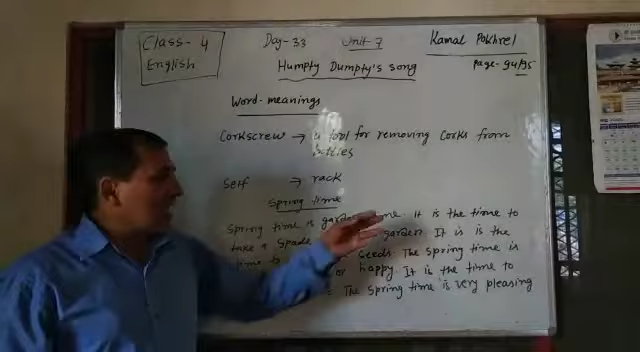 Class- 4
English
Day-33
Unit-7
Kamal Pokhrel
Humpty Dumpty's song
page-94/95
Word-meanings
Corkscrew → a tool for removing corks from
bottles
Self → rack
Spring time
Spring time is garden time. It is the time to
take a spade garden. It is is the
time to seeds. The spring time is
or happy. It is the time to
The spring time is very pleasing